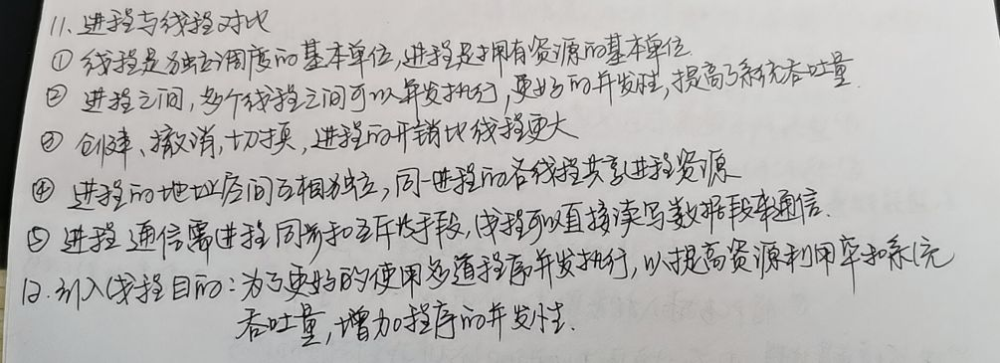 11. 进程与线程对比
① 线程是独立调度的基本单位,进程是拥有资源的基本单位.
② 进程之间,多个线程之间可以并发执行,更好的并发性,提高了系统吞吐量.
③ 创建、撤消,切换,进程的开销比线程更大
④ 进程的地址空间互相独立,同一进程的各线程共享进程资源
⑤ 进程通信需进程同步和互斥手段,线程可以直接读写数据段来通信.
12. 引入线程目的:为了更好的使用多道程序并发执行,以提高资源利用率和系统
吞吐量,增加程序的并发性.